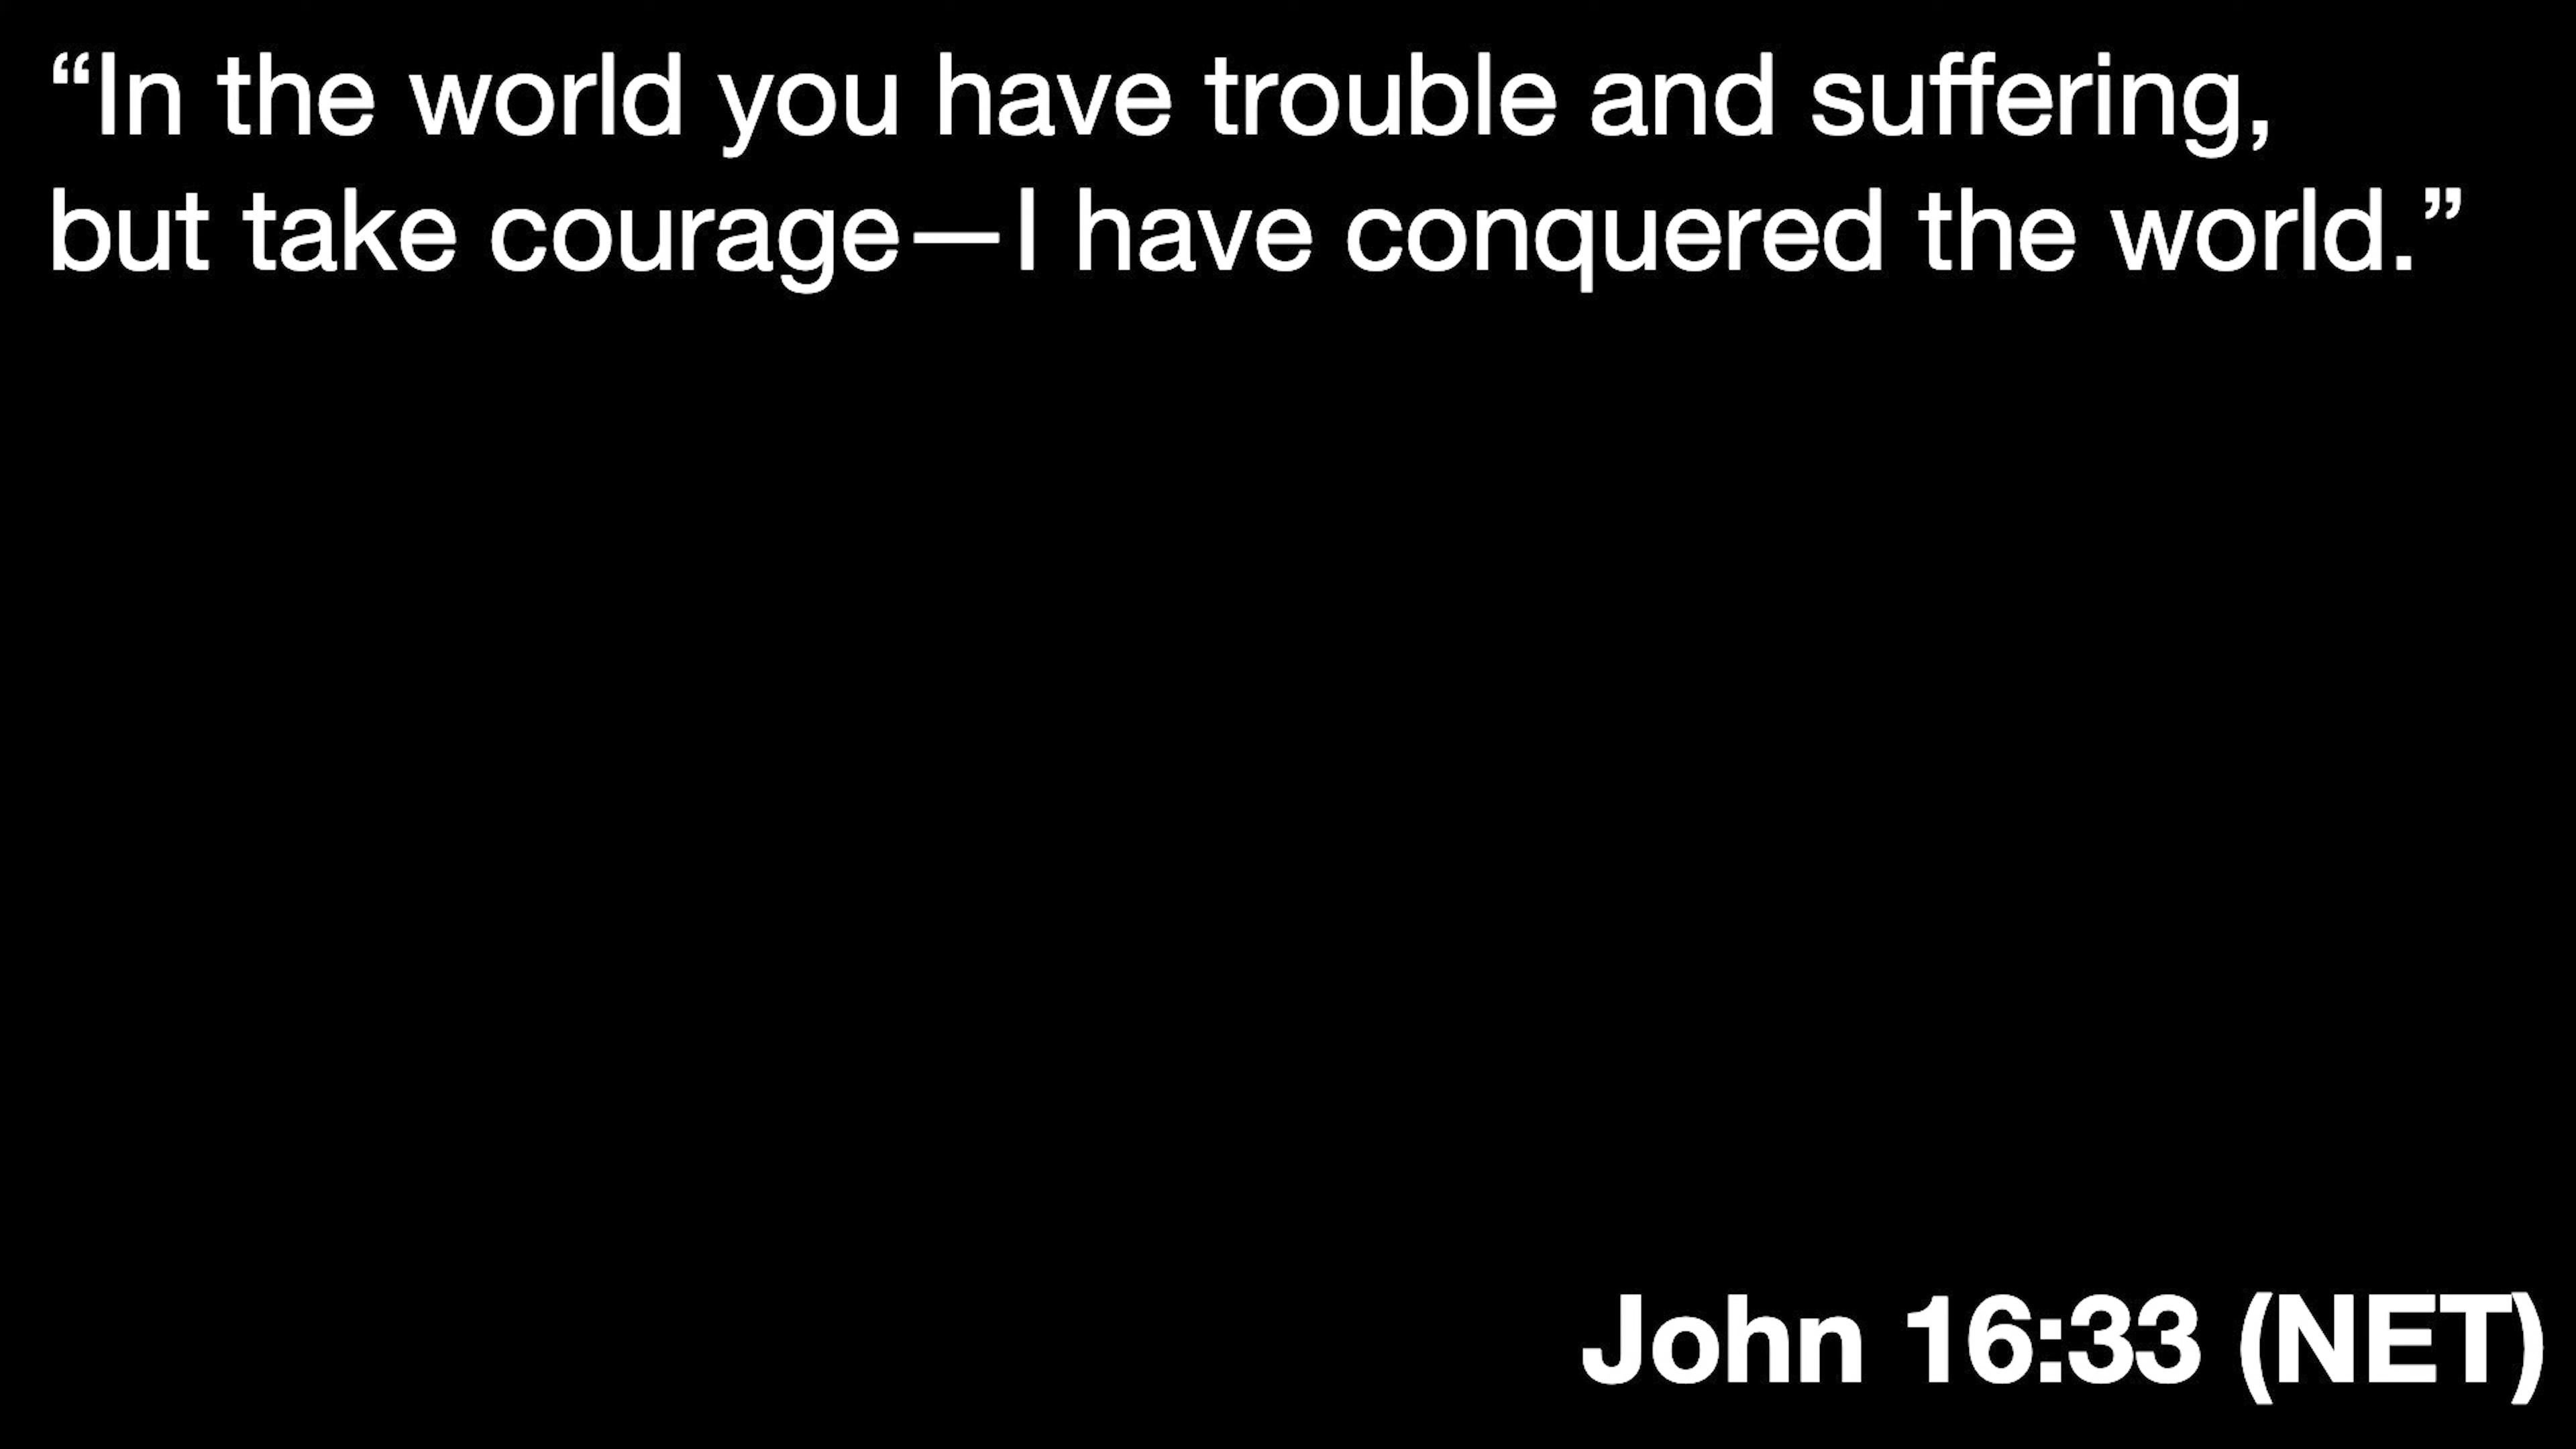 “In the world you have trouble and suffering,
but take courage—I have conquered the world.”
John 16:33 (NET)